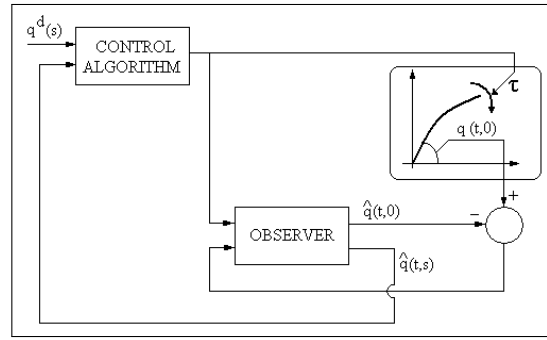 q^d(s)
CONTROL
ALGORITHM
τ
q (t,0)
+
q̂(t,0)
−
OBSERVER
q̂(t,s)